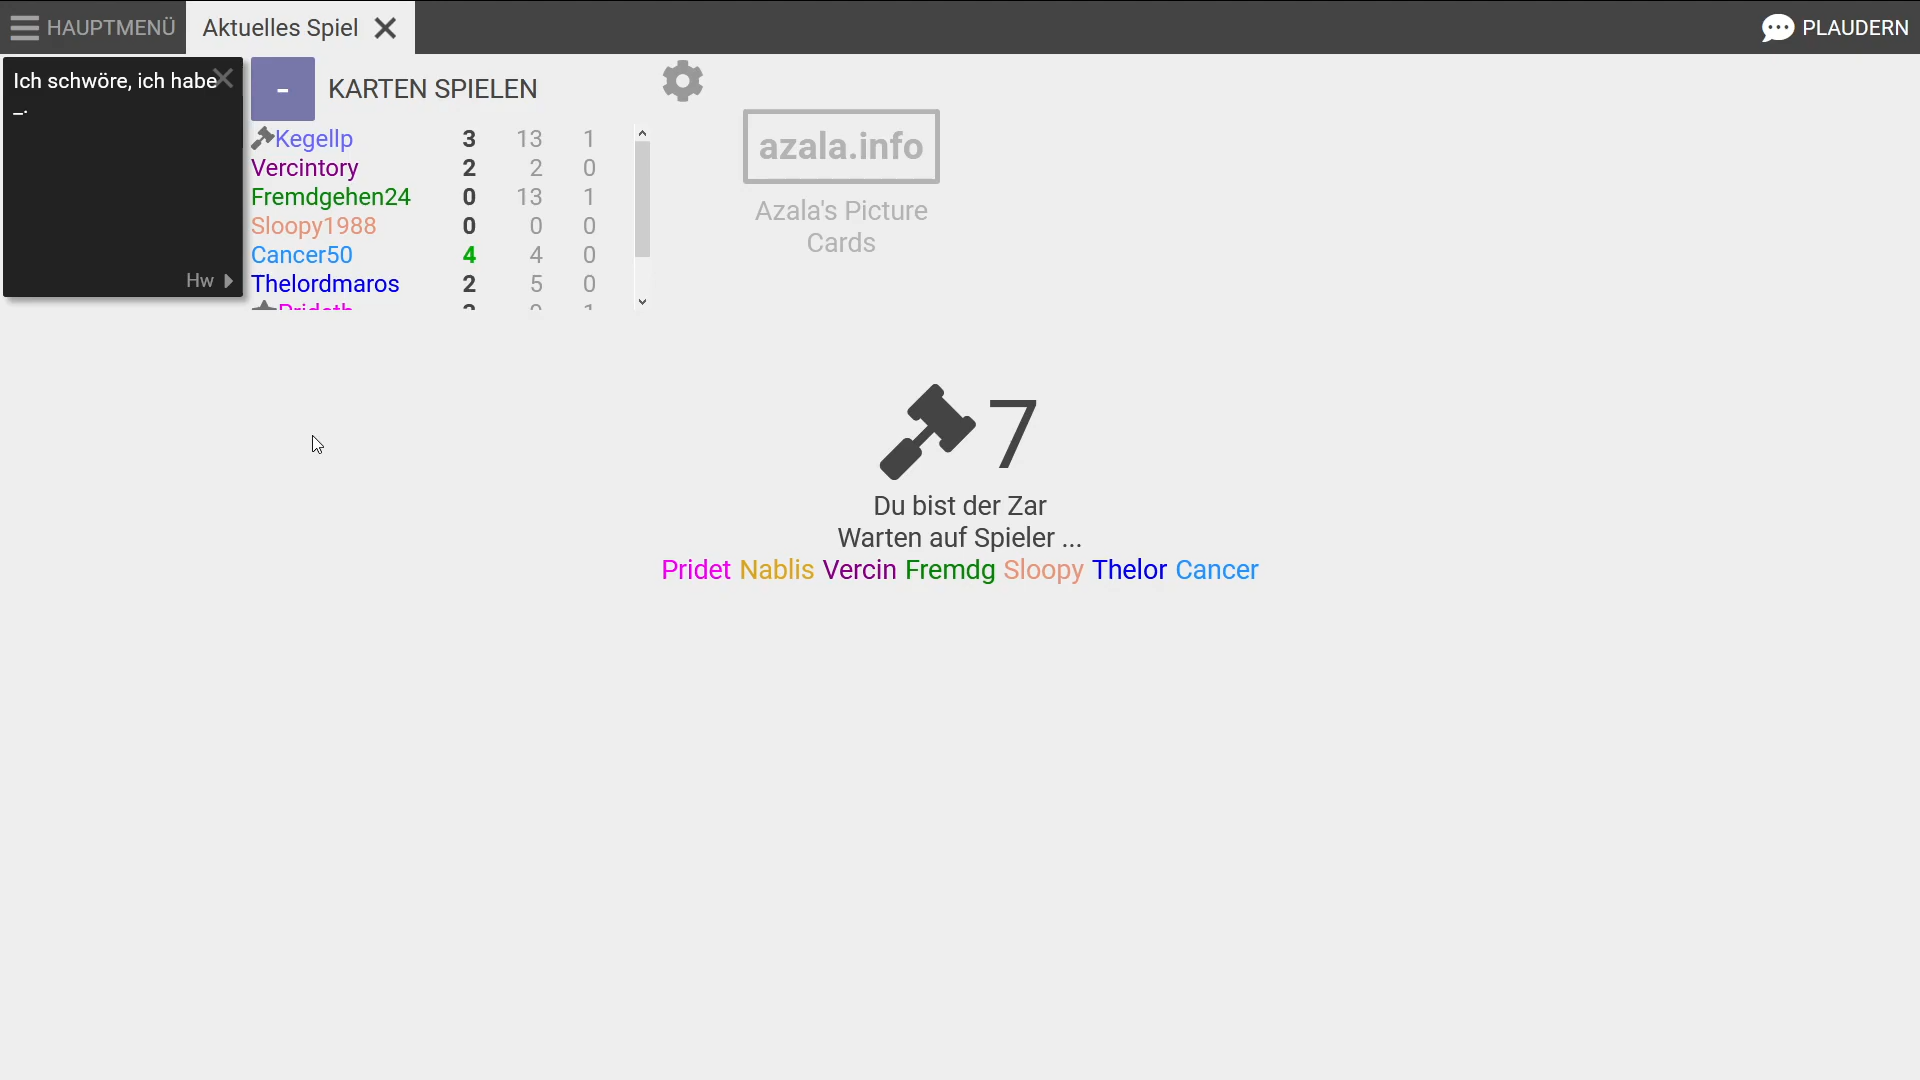 HAUPTMENÜ
Aktuelles Spiel
PLAUDERN
Ich schwöre, ich habe
_.
Hw
-
KARTEN SPIELEN
Kegellp 3 13 1
Vercintory 2 2 0
Fremdgehen24 0 13 1
Sloopy1988 0 0 0
Cancer50 4 4 0
Thelordmaros 2 5 0
azala.info
Azala's Picture
Cards
7
Du bist der Zar
Warten auf Spieler ...
Pridet Nablis Vercin Fremdg Sloopy Thelor Cancer